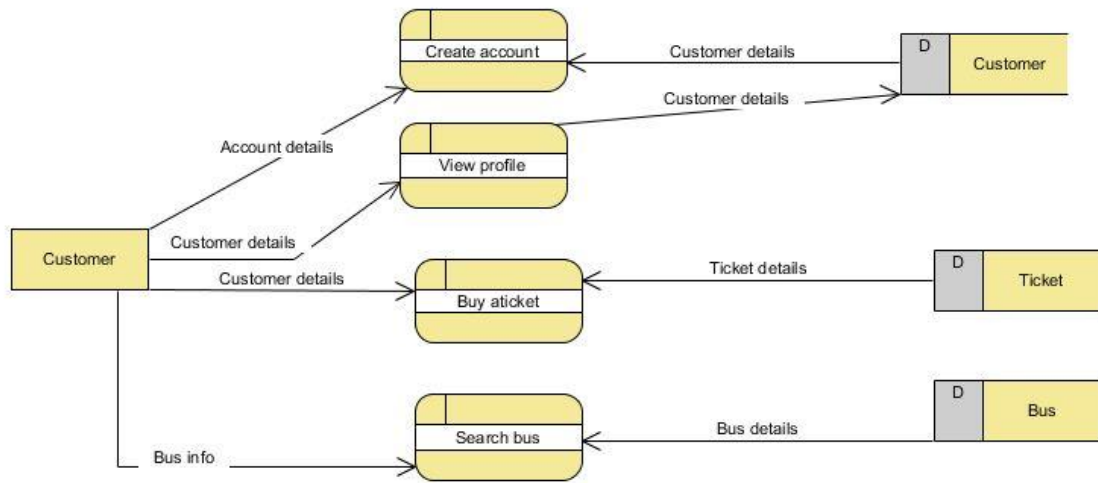 Create account
Customer details
D
Customer
Customer details
Account details
View profile
Customer
Customer details
Customer details
Buy aticket
Ticket details
D
Ticket
Search bus
Bus details
D
Bus
Bus info